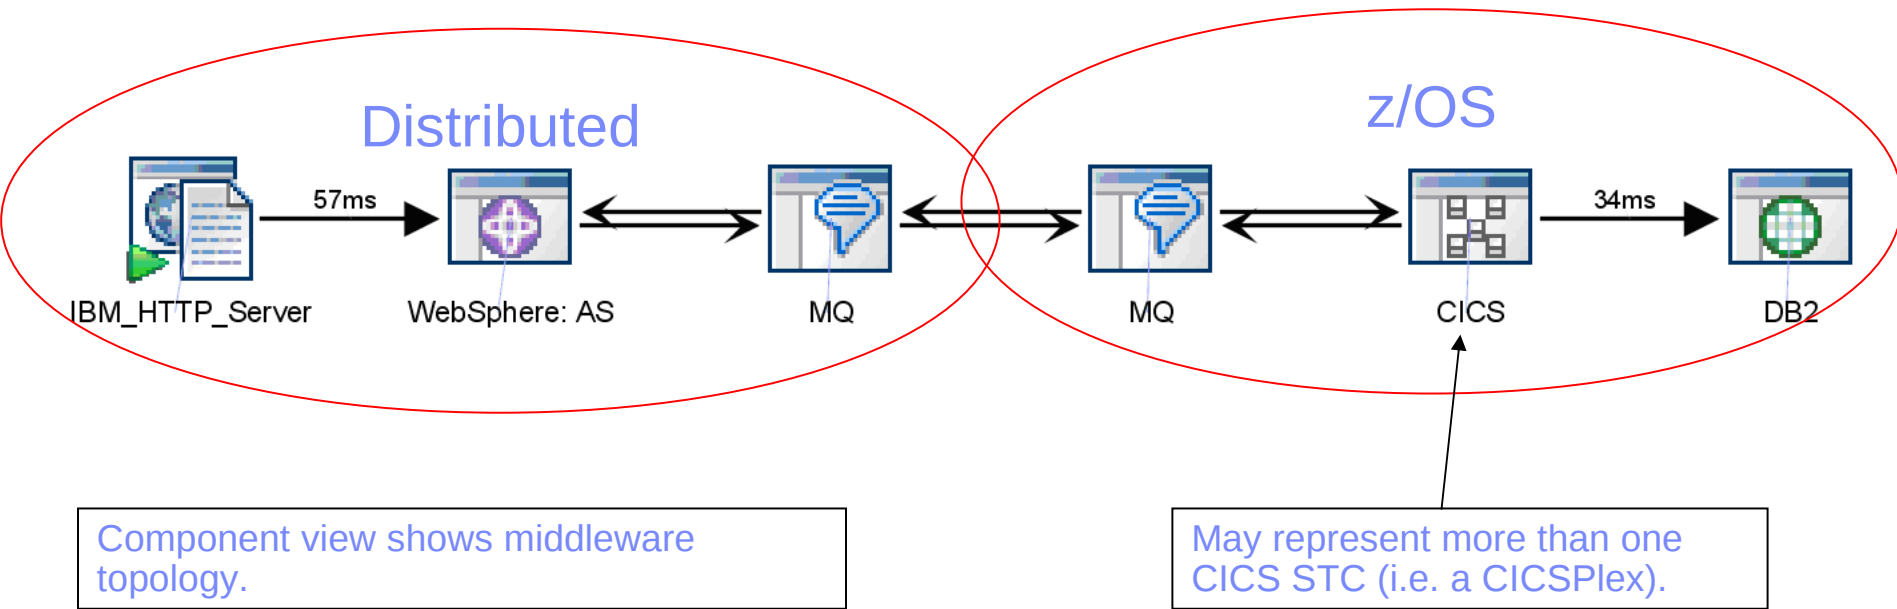 Distributed
z/OS
57ms
34ms
IBM_HTTP_Server
WebSphere: AS
MQ
MQ
CICS
DB2
Component view shows middleware
topology.
May represent more than one
CICS STC (i.e. a CICSPlex).